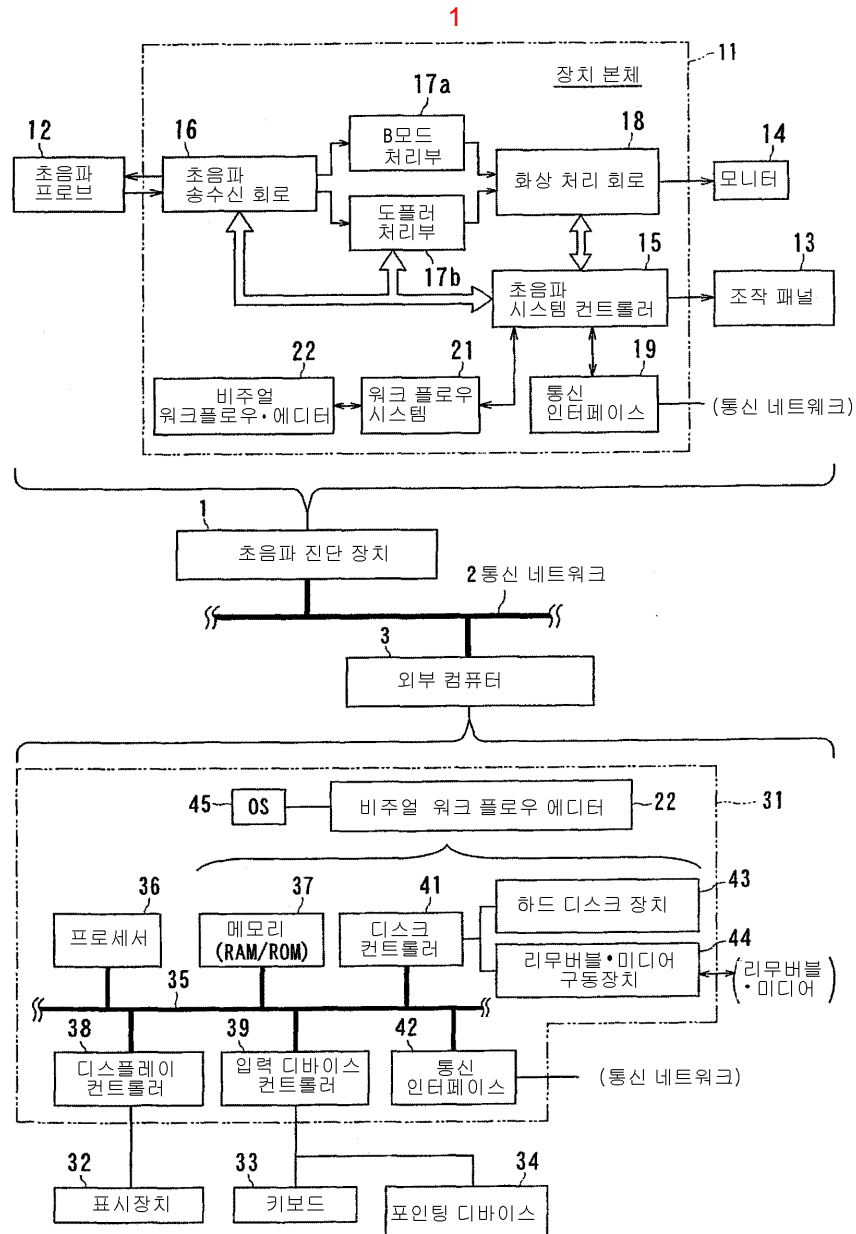 1
11
장치 본체
17a
B모드
처리부
12
초음파
프로브
16
초음파
송수신 회로
18
화상 처리 회로
14
모니터
도플러
처리부
17b
15
초음파
시스템 컨트롤러
13
조작 패널
22
비주얼
워크플로우·에디터
21
워크 플로우
시스템
19
통신
인터페이스
(통신 네트워크)
1
초음파 진단 장치
2 통신 네트워크
3
외부 컴퓨터
45
OS
비주얼 워크 플로우 에디터
22
31
36
프로세서
37
메모리
(RAM/ROM)
41
디스크
컨트롤러
43
하드 디스크 장치
44
리무버블·미디어
구동장치
(리무버블
·미디어)
35
38
디스플레이
컨트롤러
39
입력 디바이스
컨트롤러
42
통신
인터페이스
(통신 네트워크)
32
표시장치
33
키보드
34
포인팅 디바이스